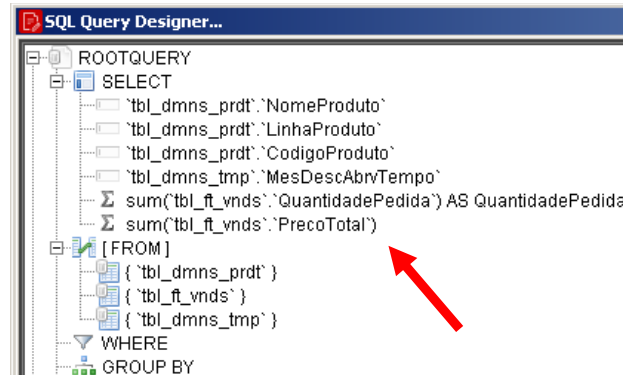 SQL Query Designer...
ROOTQUERY
SELECT
`tbl_dmns_prdt`.`NomeProduto`
`tbl_dmns_prdt`.`LinhaProduto`
`tbl_dmns_prdt`.`CodigoProduto`
`tbl_dmns_tmp`.`MesDescAbrvTempo`
Σ sum(`tbl_ft_vnds`.`QuantidadePedida`) AS QuantidadePedida
Σ sum(`tbl_ft_vnds`.`PrecoTotal`)
[ FROM ]
{ `tbl_dmns_prdt` }
{ `tbl_ft_vnds` }
{ `tbl_dmns_tmp` }
WHERE
GROUP BY